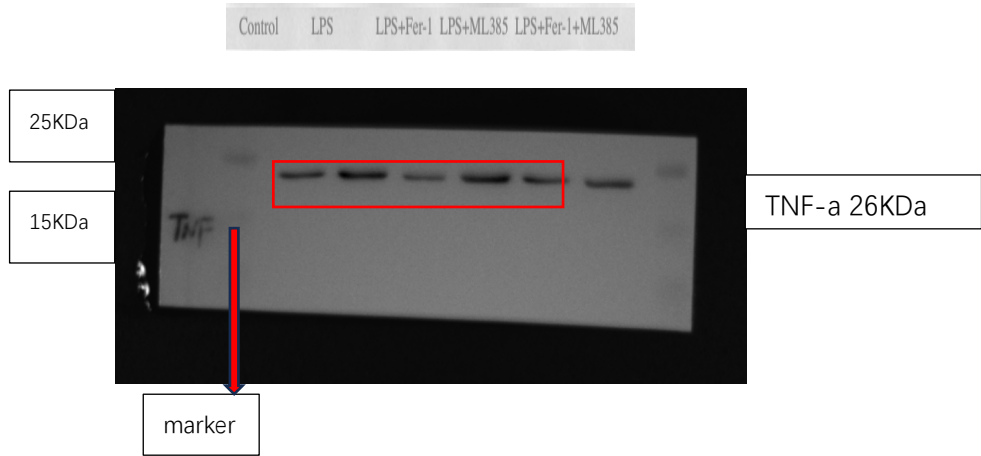 Control LPS LPS+Fer-1 LPS+ML385 LPS+Fer-1+ML385
25KDa
15KDa
TNF
TNF-a 26KDa
marker